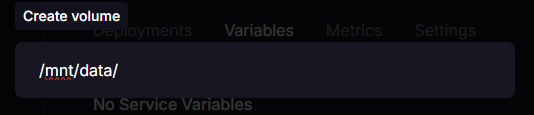 Create volume
Deployments Variables Metrics Settings
/mnt/data/
No Service Variables